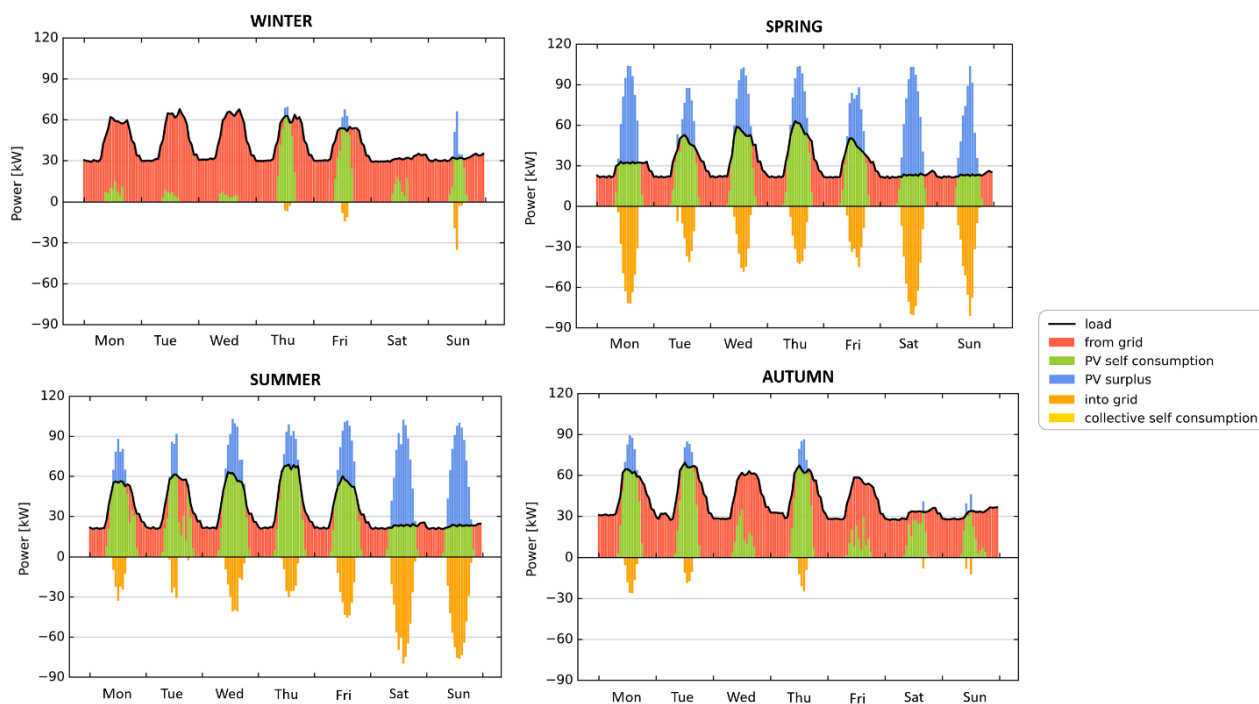 WINTER
120
90
60
30
0
−30
−60
−90
Power [kW]
Mon Tue Wed Thu Fri Sat Sun
SPRING
120
90
60
30
0
−30
−60
−90
Power [kW]
Mon Tue Wed Thu Fri Sat Sun
load
from grid
PV self consumption
PV surplus
into grid
collective self consumption
SUMMER
120
90
60
30
0
−30
−60
−90
Power [kW]
Mon Tue Wed Thu Fri Sat Sun
AUTUMN
120
90
60
30
0
−30
−60
−90
Power [kW]
Mon Tue Wed Thu Fri Sat Sun